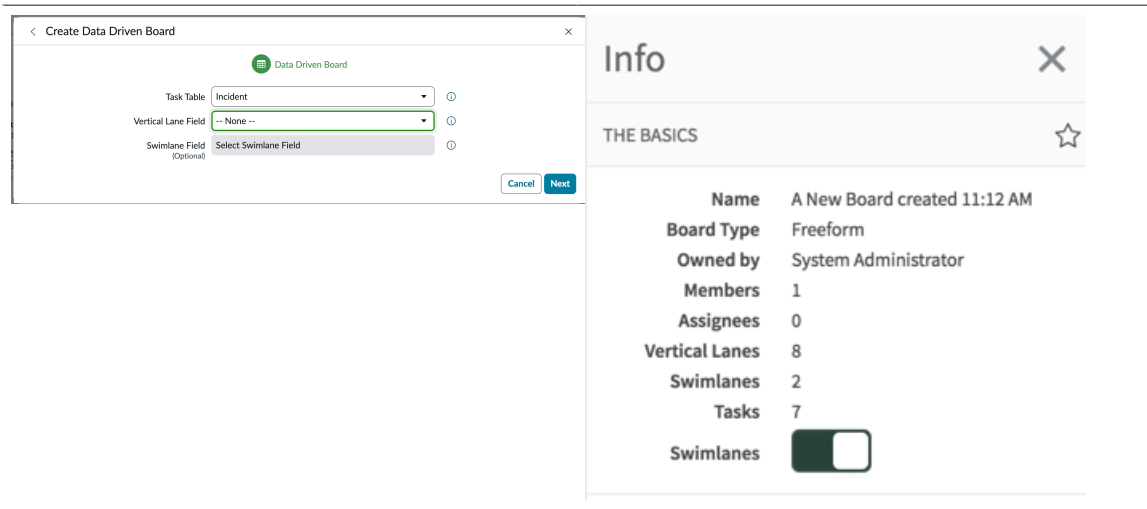 Create Data Driven Board
Data Driven Board
Task Table Incident
Vertical Lane Field -- None --
Swimlane Field Select Swimlane Field
(Optional)
Cancel Next
Info
THE BASICS
Name A New Board created 11:12 AM
Board Type Freeform
Owned by System Administrator
Members 1
Assignees 0
Vertical Lanes 8
Swimlanes 2
Tasks 7
Swimlanes